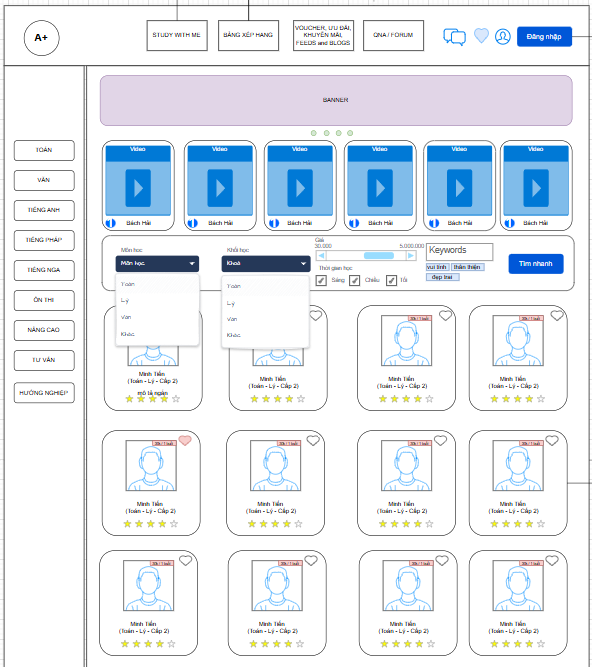 A+
STUDY WITH ME
BẢNG XẾP HẠNG
VOUCHER, ƯU ĐÃI,
KHUYẾN MÃI,
FEEDS and BLOGS
QNA / FORUM
Đăng nhập
BANNER
TOÁN
VĂN
TIẾNG ANH
TIẾNG PHÁP
TIẾNG NGA
ÔN THI
NÂNG CAO
TƯ VẤN
HƯỚNG NGHIỆP
Video
Video
Video
Video
Video
Video
Bách Hải
Bách Hải
Bách Hải
Bách Hải
Bách Hải
Bách Hải
Môn học
Môn học
Toán
Lý
Văn
Khác
Khối học
Khoá
Toán
Lý
Văn
Khác
Giá
30.000
5.000.000
Thời gian học
Sáng
Chiều
Tối
Keywords
vui tính
thân thiện
đẹp trai
Tìm nhanh
Minh Tiến
(Toán - Lý - Cấp 2)
mô tả ngắn
Minh Tiến
(Toán - Lý - Cấp 2)
30k / 1 buổi
Minh Tiến
(Toán - Lý - Cấp 2)
30k / 1 buổi
Minh Tiến
(Toán - Lý - Cấp 2)
30k / 1 buổi
Minh Tiến
(Toán - Lý - Cấp 2)
30k / 1 buổi
Minh Tiến
(Toán - Lý - Cấp 2)
30k / 1 buổi
Minh Tiến
(Toán - Lý - Cấp 2)
30k / 1 buổi
Minh Tiến
(Toán - Lý - Cấp 2)
30k / 1 buổi
Minh Tiến
(Toán - Lý - Cấp 2)
30k / 1 buổi
Minh Tiến
(Toán - Lý - Cấp 2)
30k / 1 buổi
Minh Tiến
(Toán - Lý - Cấp 2)
30k / 1 buổi
Minh Tiến
(Toán - Lý - Cấp 2)